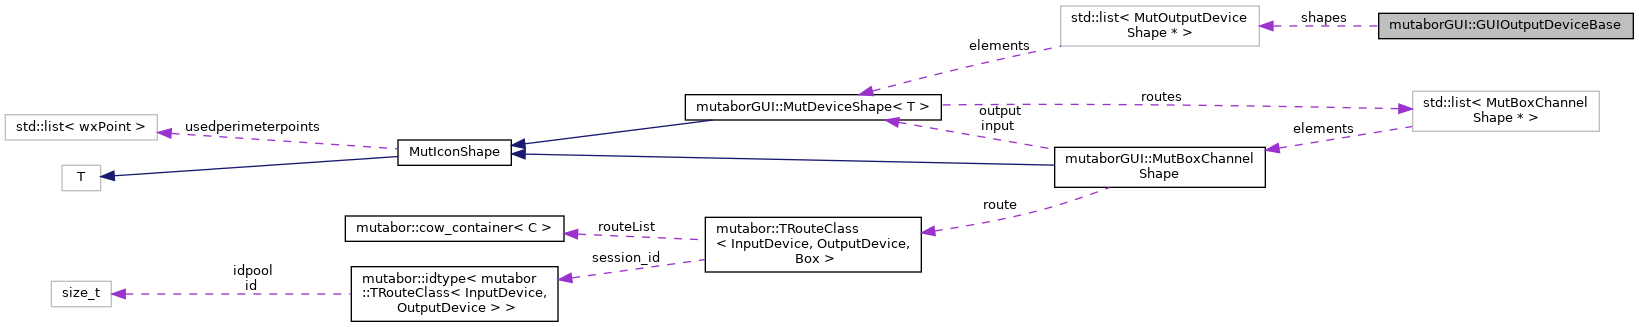 std::list< MutOutputDevice
Shape * >
shapes
mutaborGUI::GUIOutputDeviceBase
elements
mutaborGUI::MutDeviceShape< T >
routes
std::list< MutBoxChannel
Shape * >
output
input
elements
std::list< wxPoint >
usedperimeterpoints
MutIconShape
mutaborGUI::MutBoxChannel
Shape
T
route
mutabor::cow_container< C >
routeList
mutabor::TRouteClass
< InputDevice, OutputDevice,
Box >
session_id
idpool
id
size_t
mutabor::idtype< mutabor
::TRouteClass< InputDevice,
OutputDevice > >